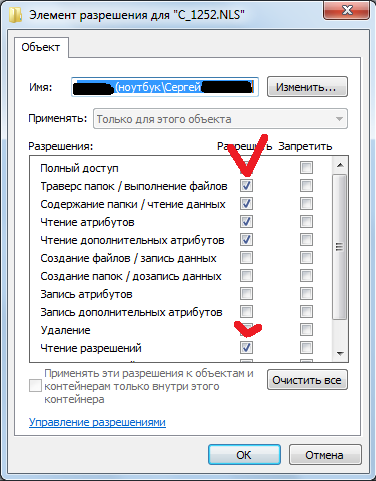 Элемент разрешения для "C_1252.NLS"
Объект
Имя: (ноутбук\Сергей
Изменить...
Применять: Только для этого объекта
Разрешения: Разрешить Запретить
Полный доступ
Траверс папок / выполнение файлов
Содержание папки / чтение данных
Чтение атрибутов
Чтение дополнительных атрибутов
Создание файлов / запись данных
Создание папок / дозапись данных
Запись атрибутов
Запись дополнительных атрибутов
Удаление
Чтение разрешений
Применять эти разрешения к объектам и
контейнерам только внутри этого
контейнера
Очистить все
Управление разрешениями
ОК
Отмена